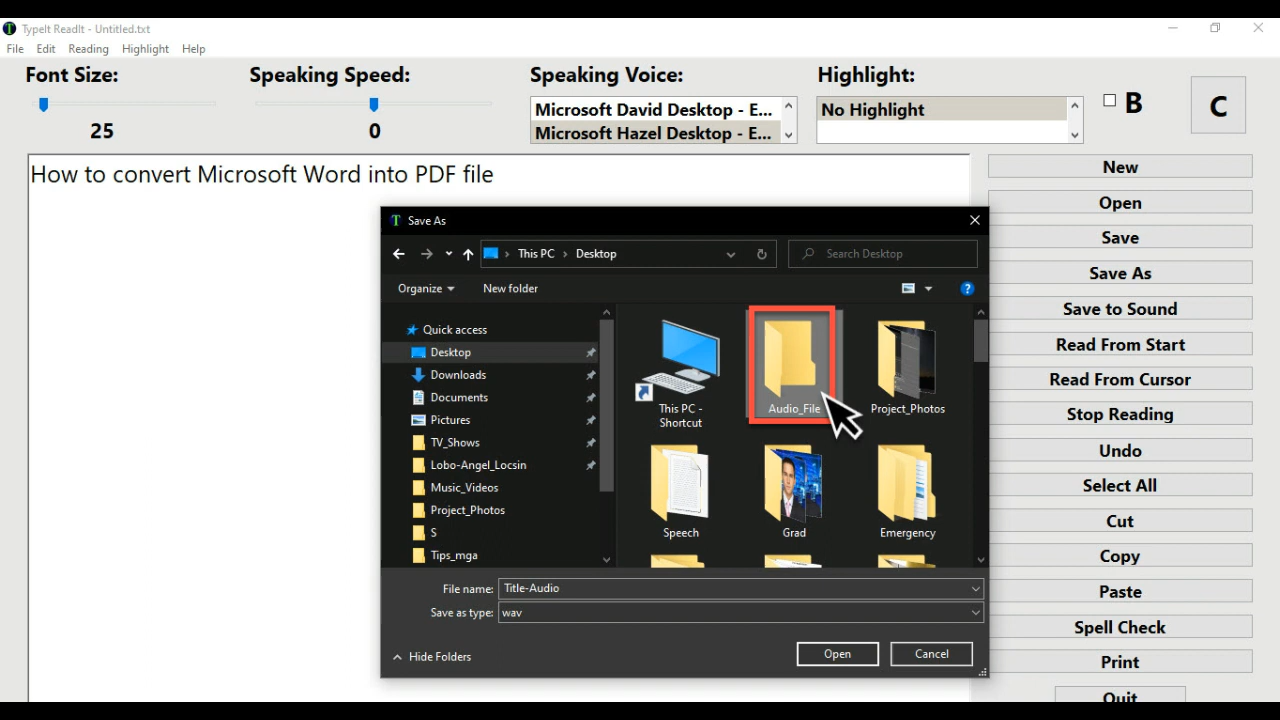 TypeIt ReadIt - Untitled.txt
File Edit Reading Highlight Help
Font Size: Speaking Speed: Speaking Voice: Highlight:
Microsoft David Desktop - E...
Microsoft Hazel Desktop - E...
No Highlight
B
C
25
0
How to convert Microsoft Word into PDF file
New
Open
Save
Save As
Save to Sound
Read From Start
Read From Cursor
Stop Reading
Undo
Select All
Cut
Copy
Paste
Spell Check
Print
Quit
T Save As
This PC › Desktop
Search Desktop
Organize New folder
?
Quick access
Desktop
Downloads
Documents
Pictures
TV_Shows
Lobo-Angel_Locsin
Music_Videos
Project_Photos
S
Tips_mga
This PC -
Shortcut
Audio_File
Project_Photos
Speech
Grad
Emergency
File name: Title-Audio
Save as type: wav
Hide Folders
Open
Cancel